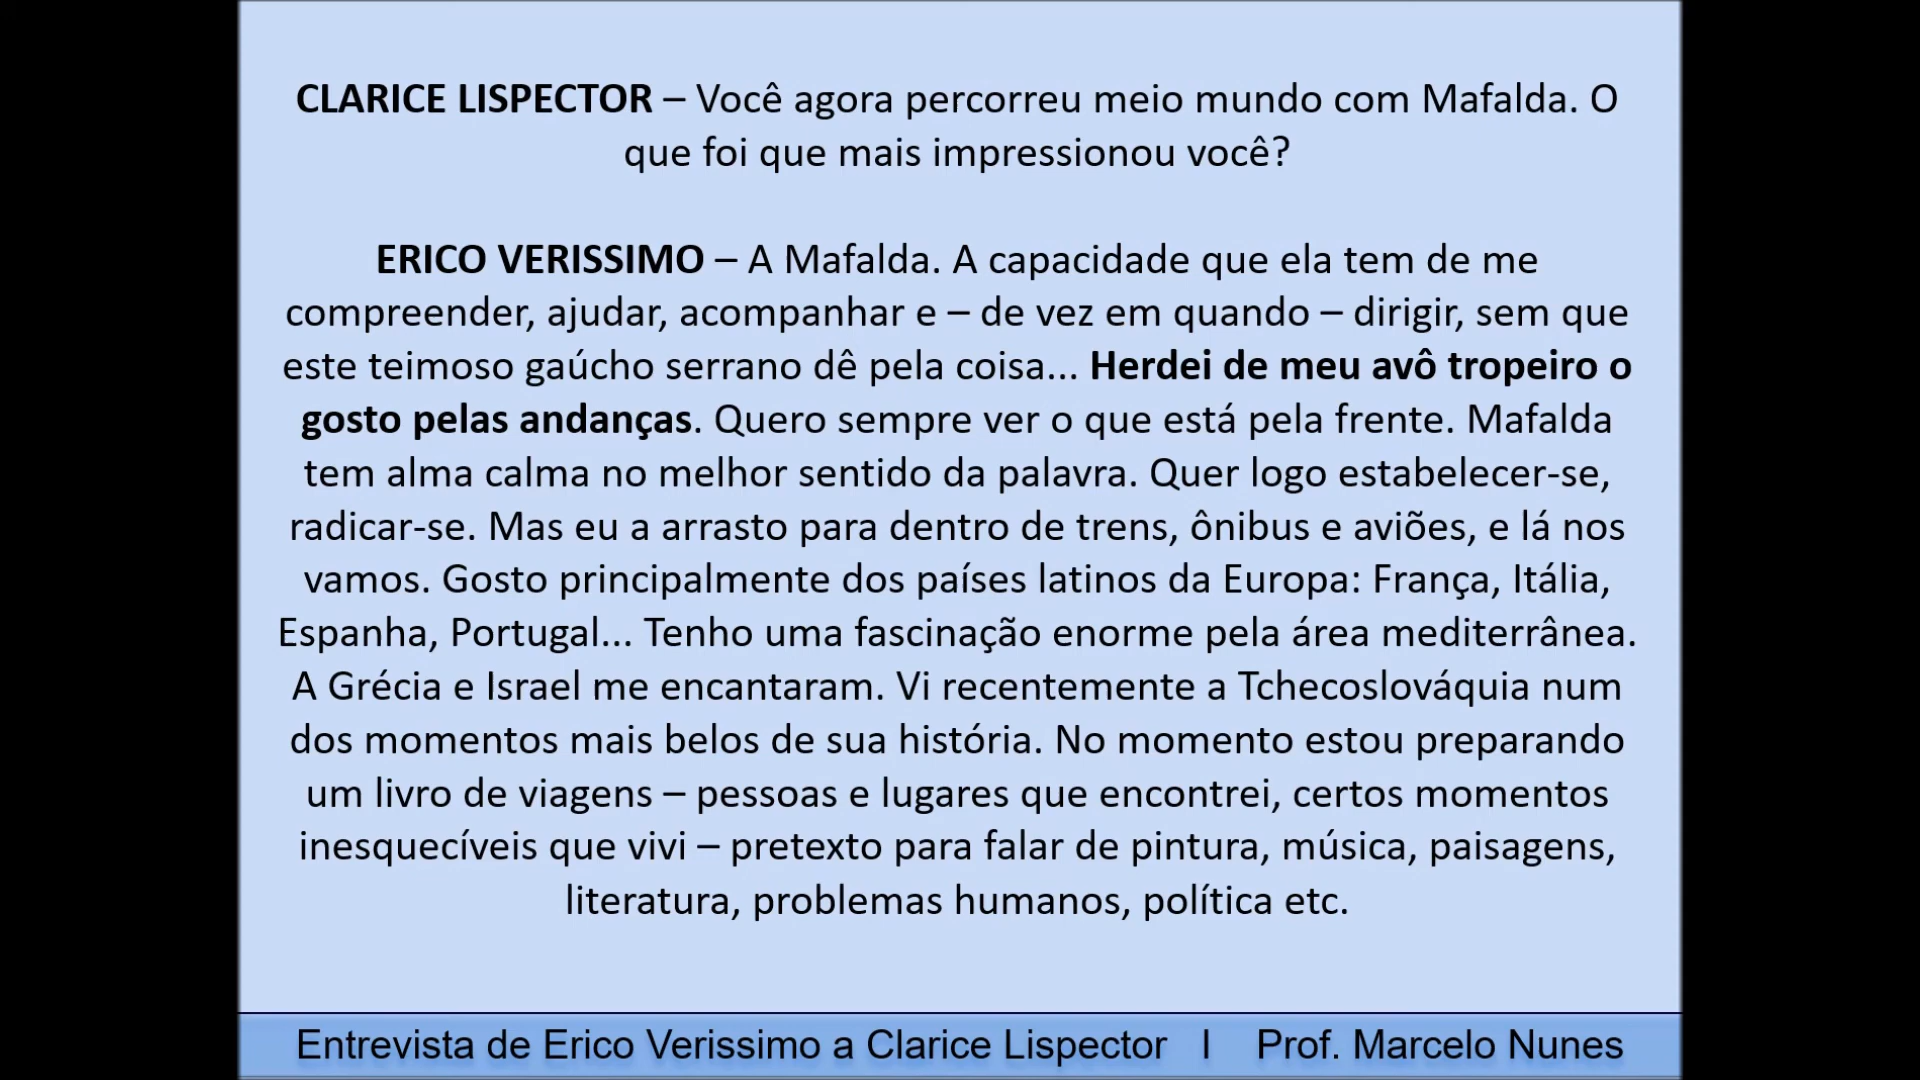 CLARICE LISPECTOR – Você agora percorreu meio mundo com Mafalda. O
que foi que mais impressionou você?
ERICO VERISSIMO – A Mafalda. A capacidade que ela tem de me
compreender, ajudar, acompanhar e – de vez em quando – dirigir, sem que
este teimoso gaúcho serrano dê pela coisa... Herdei de meu avô tropeiro o
gosto pelas andanças. Quero sempre ver o que está pela frente. Mafalda
tem alma calma no melhor sentido da palavra. Quer logo estabelecer-se,
radicar-se. Mas eu a arrasto para dentro de trens, ônibus e aviões, e lá nos
vamos. Gosto principalmente dos países latinos da Europa: França, Itália,
Espanha, Portugal... Tenho uma fascinação enorme pela área mediterrânea.
A Grécia e Israel me encantaram. Vi recentemente a Tchecoslováquia num
dos momentos mais belos de sua história. No momento estou preparando
um livro de viagens – pessoas e lugares que encontrei, certos momentos
inesquecíveis que vivi – pretexto para falar de pintura, música, paisagens,
literatura, problemas humanos, política etc.
Entrevista de Erico Verissimo a Clarice Lispector I Prof. Marcelo Nunes